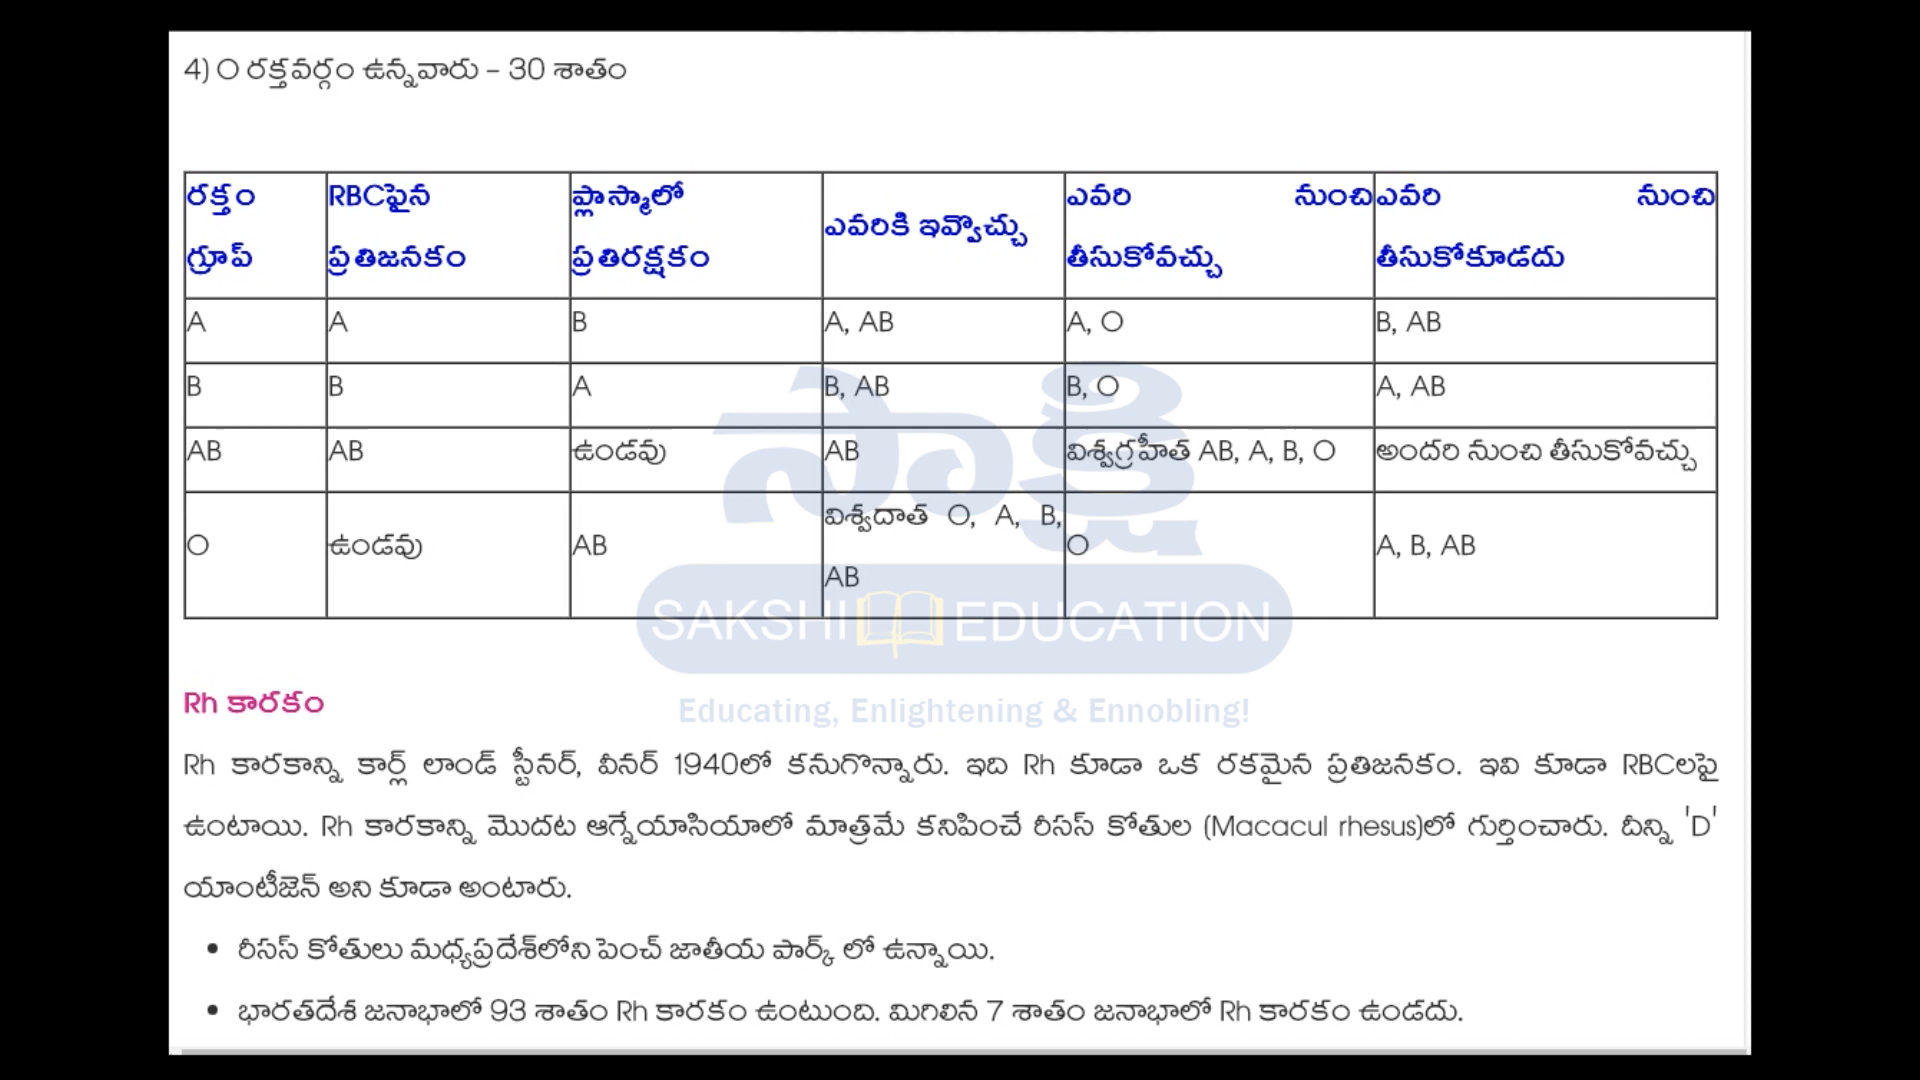 4) O రక్తవర్గం ఉన్నవారు – 30 శాతం
రక్తం గ్రూప్ RBCపైన ప్రతిజనకం ప్లాస్మాలో ప్రతిరక్షకం ఎవరికి ఇవ్వొచ్చు ఎవరి నుంచి తీసుకోవచ్చు ఎవరి నుంచి తీసుకోకూడదు
A A B A, AB A, O B, AB
B B A B, AB B, O A, AB
AB AB ఉండవు AB విశ్వగ్రహీత AB, A, B, O అందరి నుంచి తీసుకోవచ్చు
O ఉండవు AB విశ్వదాత O, A, B, AB O A, B, AB
సాక్షి
SAKSHI EDUCATION
Educating, Enlightening & Ennobling!
Rh కారకం
Rh కారకాన్ని కార్ల్ లాండ్ స్టీనర్, వీనర్ 1940లో కనుగొన్నారు. ఇది Rh కూడా ఒక రకమైన ప్రతిజనకం. ఇవి కూడా RBCలపై
ఉంటాయి. Rh కారకాన్ని మొదట ఆగ్నేయాసియాలో మాత్రమే కనిపించే రీసస్ కోతుల (Macacul rhesus)లో గుర్తించారు. దీన్ని 'D'
యాంటీజెన్ అని కూడా అంటారు.
• రీసస్ కోతులు మధ్యప్రదేశ్‌లోని పెంచ్ జాతీయ పార్క్ లో ఉన్నాయి.
• భారతదేశ జనాభాలో 93 శాతం Rh కారకం ఉంటుంది. మిగిలిన 7 శాతం జనాభాలో Rh కారకం ఉండదు.